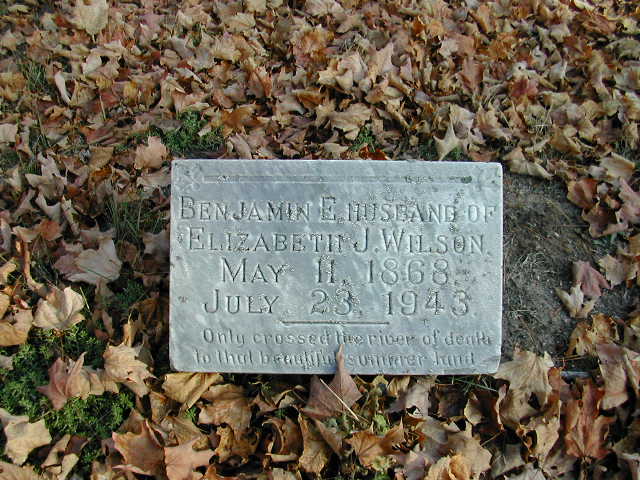 BENJAMIN E. HUSBAND OF
ELIZABETH J. WILSON
MAY 11, 1868
JULY 23, 1943
Only crossed the river of death
to that beautiful summer land